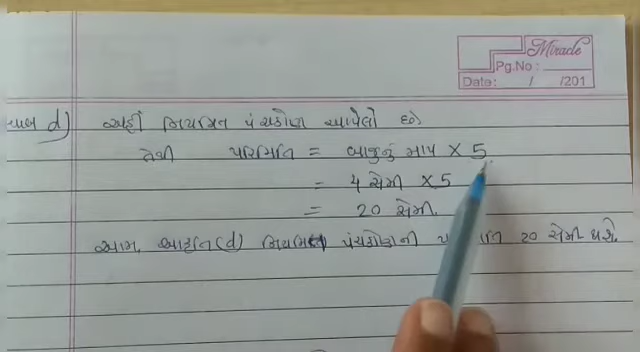 Miracle
Pg.No :
Date: / /201
જવાબ d) અહીં નિયમિત પંચકોણ આપેલો છે.
તેથી પરિમિતિ = બાજુનું માપ × 5
= 4 સેમી × 5
= 20 સેમી.
આમ, આકૃતિ (d) નિયમિત પંચકોણની 20 સેમી થશે.